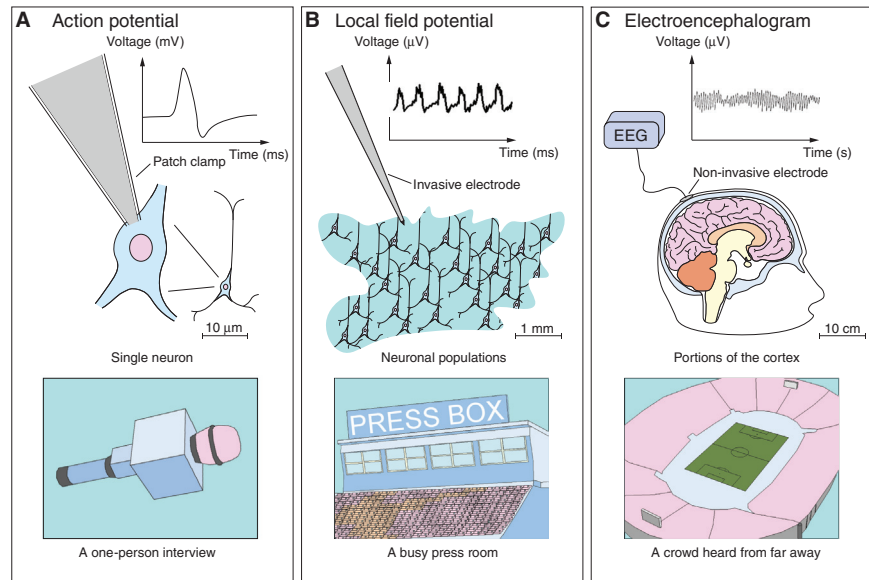 A Action potential
Voltage (mV)
Time (ms)
Patch clamp
10 μm
Single neuron
A one-person interview
B Local field potential
Voltage (μV)
Time (ms)
Invasive electrode
1 mm
Neuronal populations
PRESS BOX
A busy press room
C Electroencephalogram
Voltage (μV)
EEG
Time (s)
Non-invasive electrode
10 cm
Portions of the cortex
A crowd heard from far away